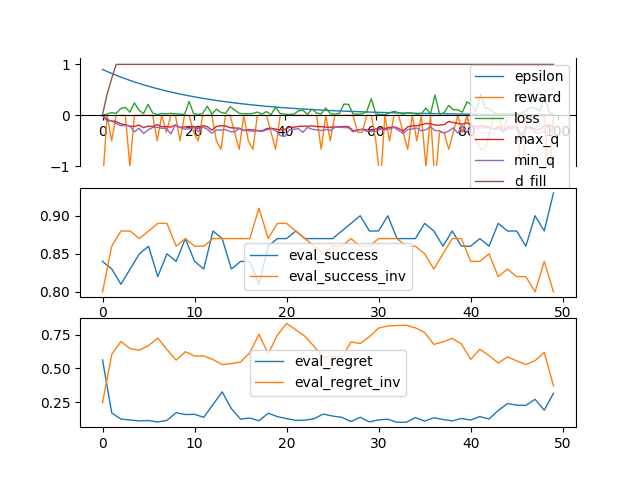 1
0
−1
0 20 40 60 80 100
epsilon
reward
loss
max_q
min_q
d_fill
0.90
0.85
0.80
eval_success
eval_success_inv
0 10 20 30 40 50
0.75
0.50
0.25
eval_regret
eval_regret_inv
0 10 20 30 40 50